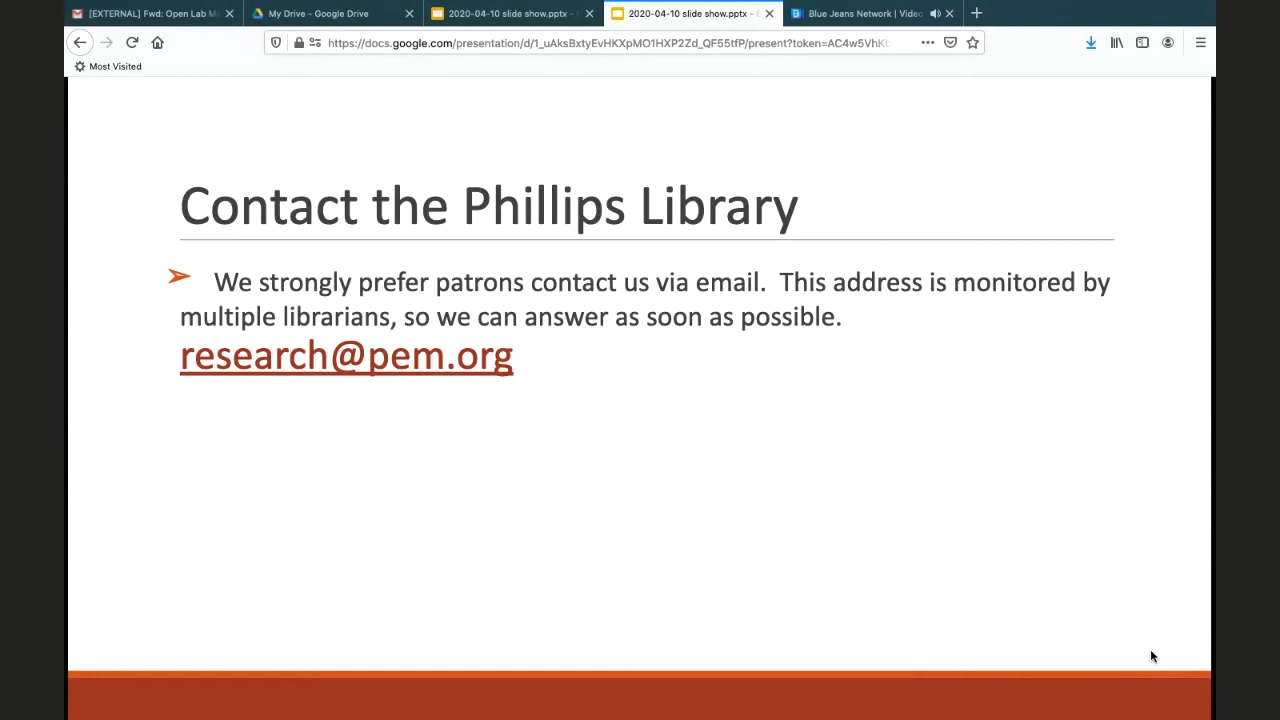 [EXTERNAL] Fwd: Open Lab M
My Drive – Google Drive
2020-04-10 slide show.pptx -
2020-04-10 slide show.pptx -
Blue Jeans Network | Video
https://docs.google.com/presentation/d/1_uAksBxtyEvHKXpMO1HXP2Zd_QF55tfP/present?token=AC4w5VhKb
Most Visited
Contact the Phillips Library
➢ We strongly prefer patrons contact us via email.  This address is monitored by
multiple librarians, so we can answer as soon as possible.
research@pem.org